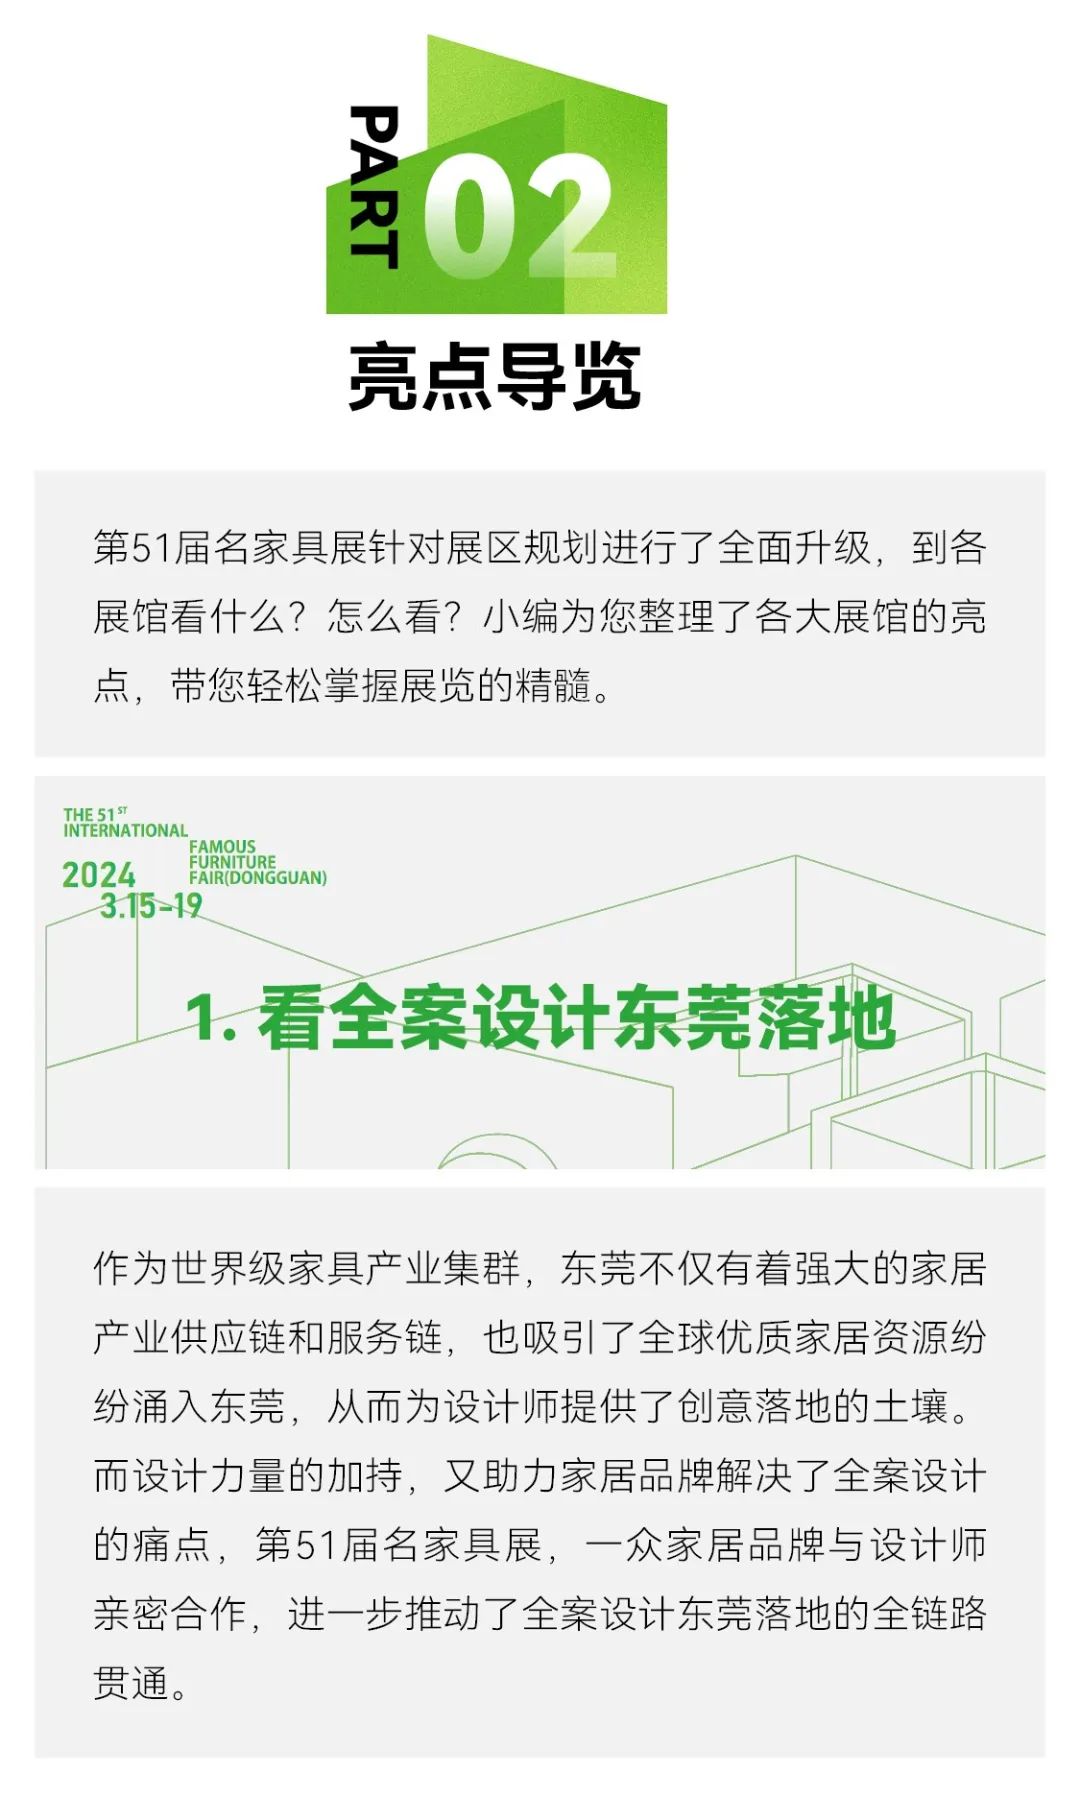 PART
02
亮点导览
第51届名家具展针对展区规划进行了全面升级，到各
展馆看什么？怎么看？小编为您整理了各大展馆的亮
点，带您轻松掌握展览的精髓。
THE 51ST
INTERNATIONAL
FAMOUS
FURNITURE
FAIR(DONGGUAN)
2024
3.15-19
1. 看全案设计东莞落地
作为世界级家具产业集群，东莞不仅有着强大的家居
产业供应链和服务链，也吸引了全球优质家居资源纷
纷涌入东莞，从而为设计师提供了创意落地的土壤。
而设计力量的加持，又助力家居品牌解决了全案设计
的痛点，第51届名家具展，一众家居品牌与设计师
亲密合作，进一步推动了全案设计东莞落地的全链路
贯通。